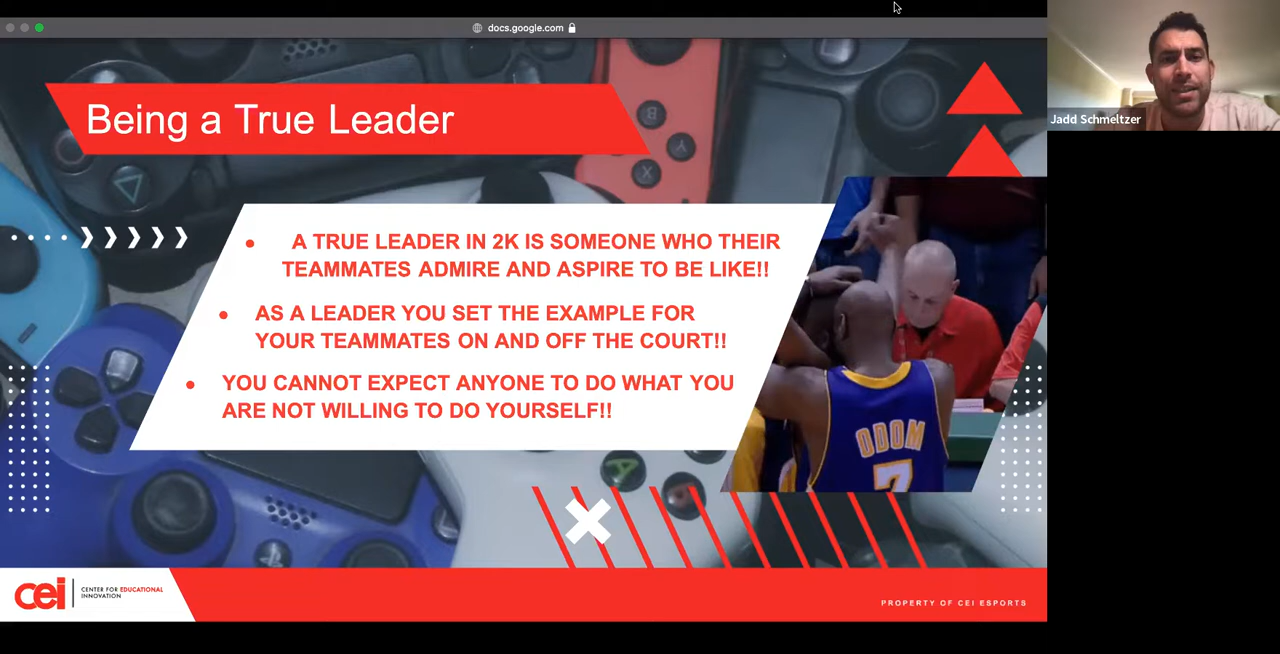 docs.google.com
Being a True Leader
Jadd Schmeltzer
• A TRUE LEADER IN 2K IS SOMEONE WHO THEIR
TEAMMATES ADMIRE AND ASPIRE TO BE LIKE!!
• AS A LEADER YOU SET THE EXAMPLE FOR
YOUR TEAMMATES ON AND OFF THE COURT!!
• YOU CANNOT EXPECT ANYONE TO DO WHAT YOU
ARE NOT WILLING TO DO YOURSELF!!
B
Y
X
ODOM
7
A
cei
CENTER FOR EDUCATIONAL
INNOVATION
PROPERTY OF CEI ESPORTS